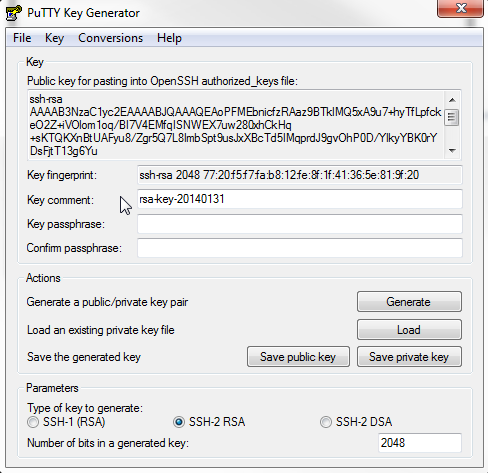 PuTTY Key Generator
File Key Conversions Help
Key
Public key for pasting into OpenSSH authorized_keys file:
ssh-rsa
AAAAB3NzaC1yc2EAAAABJQAAAQEAoPFMEbnicfzRAaz9BTkIMQ5xA9u7+hyTfLpfck
eO2Z+iVOlom1oq/BI7V4EMfqISNWEX7uw280xhCkHq
+sKTQKXnBtUAFyu8/Zgr5Q7L8lmbSpt9usJxXBcTd5IMqprdJ9gvOhP0D/YlkyYBK0rY
DsFjtT13g6Yu
Key fingerprint: ssh-rsa 2048 77:20:f5:f7:fa:b8:12:fe:8f:1f:41:36:5e:81:9f:20
Key comment: rsa-key-20140131
Key passphrase:
Confirm passphrase:
Actions
Generate a public/private key pair Generate
Load an existing private key file Load
Save the generated key Save public key Save private key
Parameters
Type of key to generate:
SSH-1 (RSA) SSH-2 RSA SSH-2 DSA
Number of bits in a generated key: 2048